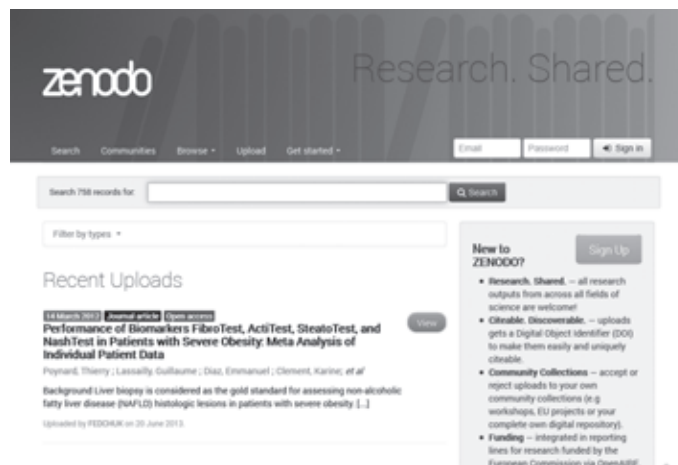 zenodo
Research. Shared.
Search Communities Browse Upload Get started
Email Password Sign in
Search 758 records for: Search
Filter by types
Recent Uploads
14 March 2012 Journal article Open access
Performance of Biomarkers FibroTest, ActiTest, SteatoTest, and
NashTest in Patients with Severe Obesity: Meta Analysis of
Individual Patient Data
View
Poynard, Thierry ; Lassailly, Guillaume ; Diaz, Emmanuel ; Clement, Karine; et al
Background Liver biopsy is considered as the gold standard for assessing non-alcoholic
fatty liver disease (NAFLD) histologic lesions in patients with severe obesity. [...]
Uploaded by FEDCHUK on 20 June 2013.
New to
ZENODO?
Sign Up
• Research. Shared. — all research
outputs from across all fields of
science are welcome!
• Citeable. Discoverable. — uploads
gets a Digital Object Identifier (DOI)
to make them easily and uniquely
citeable.
• Community Collections — accept or
reject uploads to your own
community collections (e.g
workshops, EU projects or your
complete own digital repository).
• Funding — integrated in reporting
lines for research funded by the
European Commission via OpenAIRE